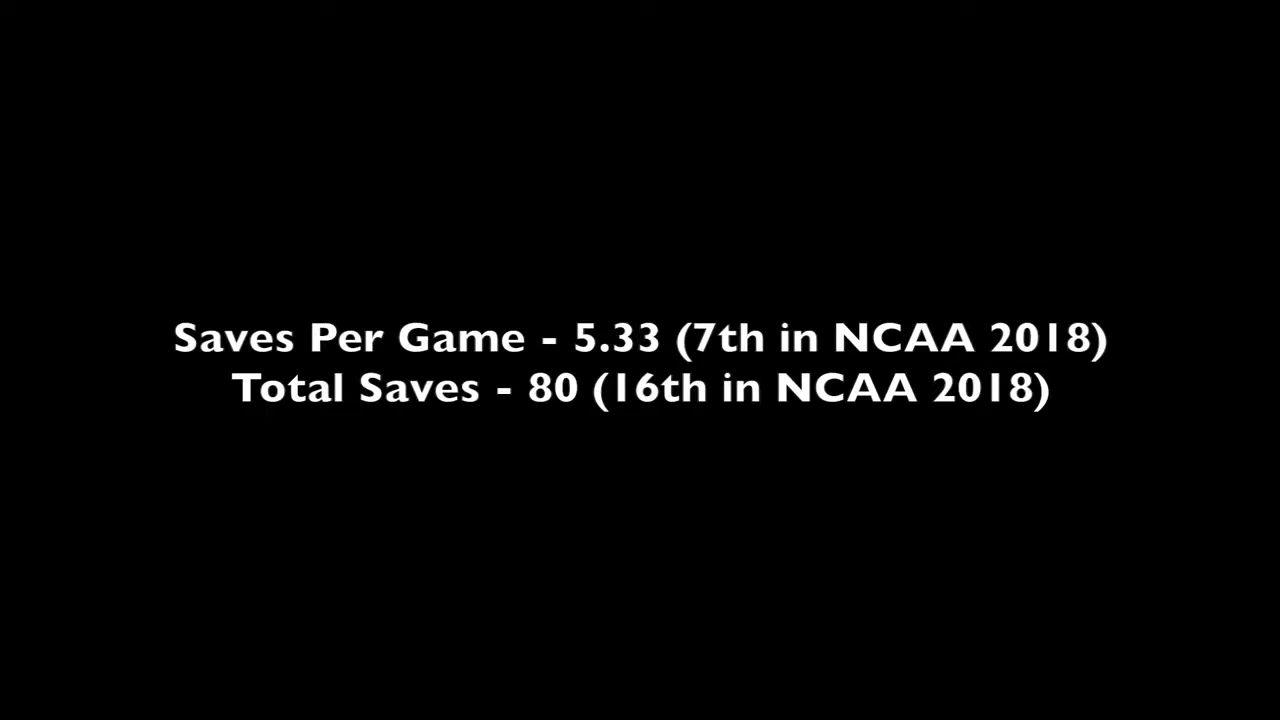 Saves Per Game - 5.33 (7th in NCAA 2018)
Total Saves - 80 (16th in NCAA 2018)